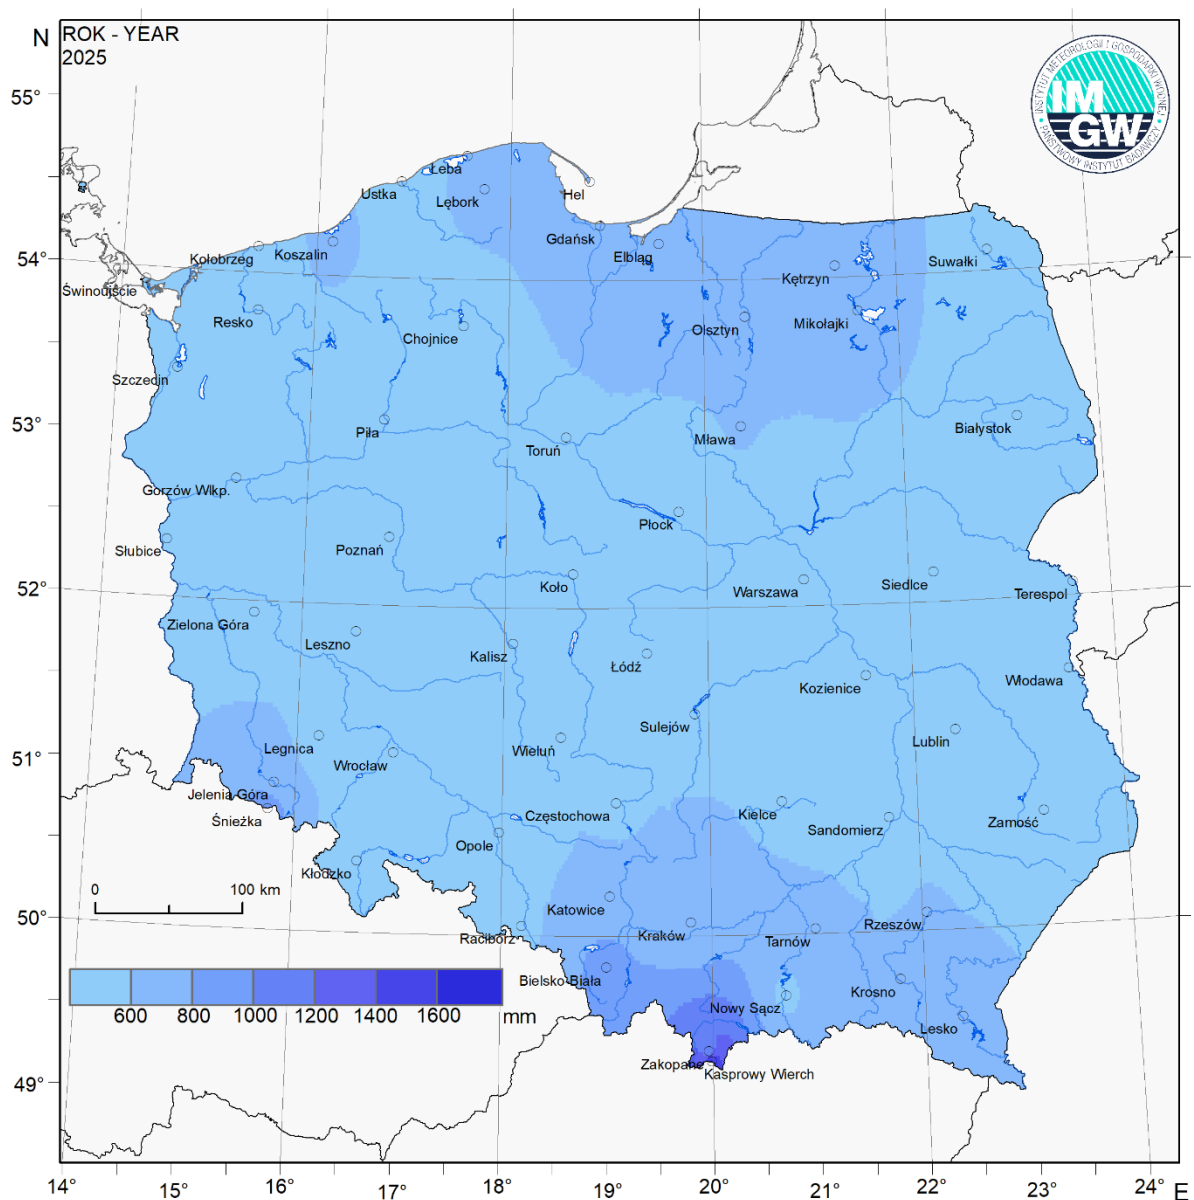 N
ROK - YEAR
2025
INSTYTUT METEOROLOGII I GOSPODARKI WODNEJ
IM
GW
PAŃSTWOWY INSTYTUT BADAWCZY
55°
Łeba
Ustka
Hel
Lębork
Gdańsk
Koszalin
Elbląg
Kołobrzeg
54°
Suwałki
Kętrzyn
Świnoujście
Resko
Mikołajki
Olsztyn
Chojnice
Szczecin
53°
Białystok
Piła
Mława
Toruń
Gorzów Wlkp.
Płock
Słubice
Poznań
52°
Koło
Siedlce
Warszawa
Terespol
Zielona Góra
Leszno
Kalisz
Łódź
Włodawa
Kozienice
Sulejów
Lublin
51°
Legnica
Wieluń
Wrocław
Jelenia Góra
Śnieżka
Częstochowa
Kielce
Sandomierz
Zamość
Opole
Kłodzko
0 100 km
50°
Katowice
Rzeszów
Kraków
Racibórz
Tarnów
Bielsko-Biała
Krosno
Nowy Sącz
600 800 1000 1200 1400 1600 mm
Lesko
Zakopane
Kasprowy Wierch
49°
14° 15° 16° 17° 18° 19° 20° 21° 22° 23° 24° E